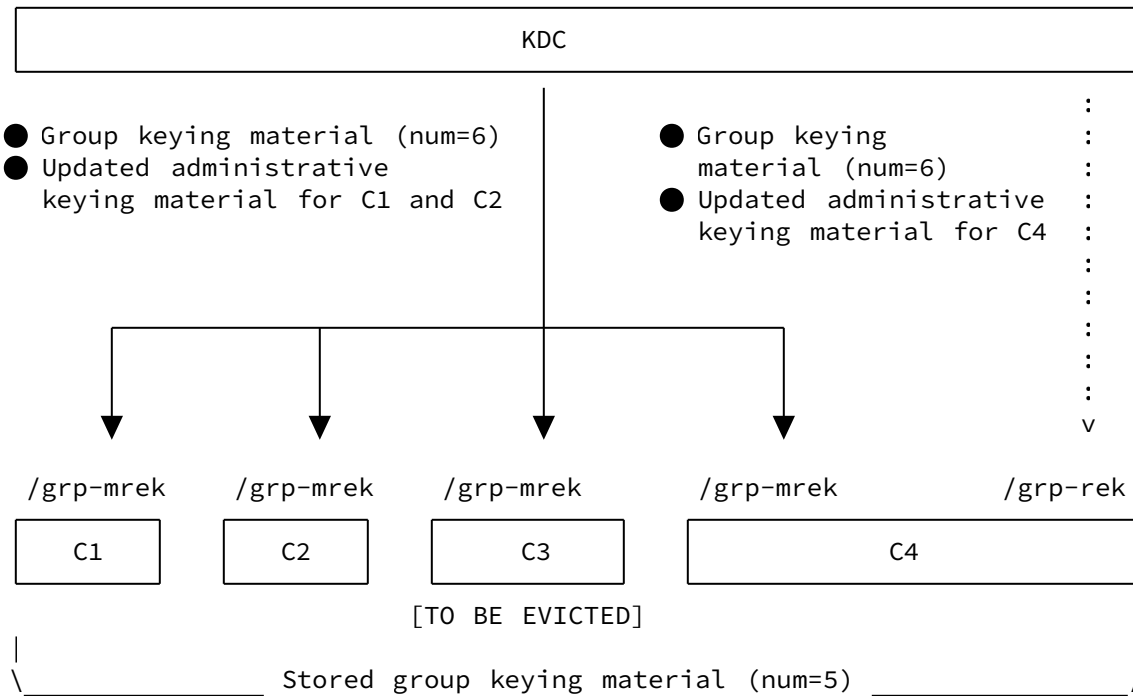 KDC
● Group keying material (num=6)
● Updated administrative
keying material for C1 and C2
● Group keying
material (num=6)
● Updated administrative
keying material for C4
/grp-mrek /grp-mrek /grp-mrek /grp-mrek /grp-rek
C1 C2 C3 C4
[TO BE EVICTED]
Stored group keying material (num=5)